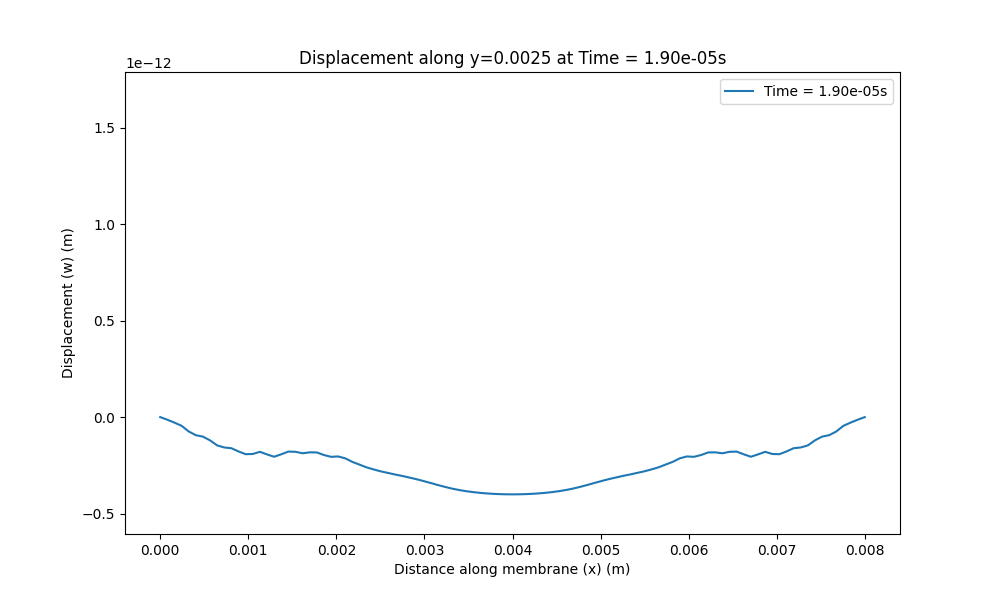 Displacement along y=0.0025 at Time = 1.90e-05s
1e−12
Time = 1.90e-05s
1.5
1.0
0.5
0.0
−0.5
Displacement (w) (m)
0.000 0.001 0.002 0.003 0.004 0.005 0.006 0.007 0.008
Distance along membrane (x) (m)